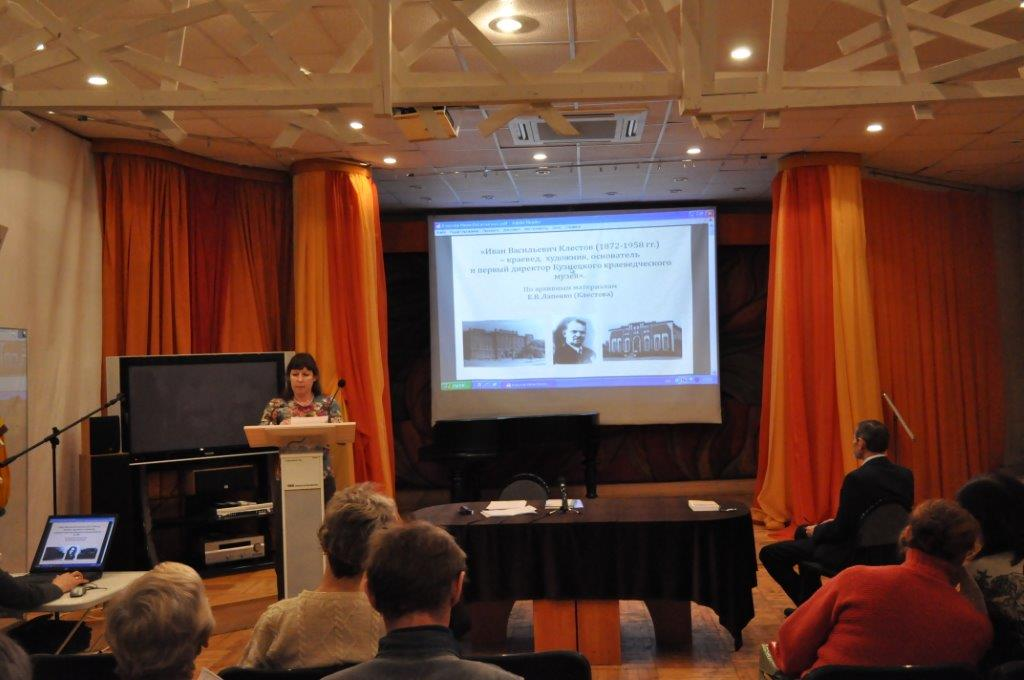 «Иван Васильевич Клестов (1872-1958 гг.)
– краевед, художник, основатель
и первый директор Кузнецкого краеведческого
музея».
По архивным материалам
Е.В.Лапенко (Клестова)